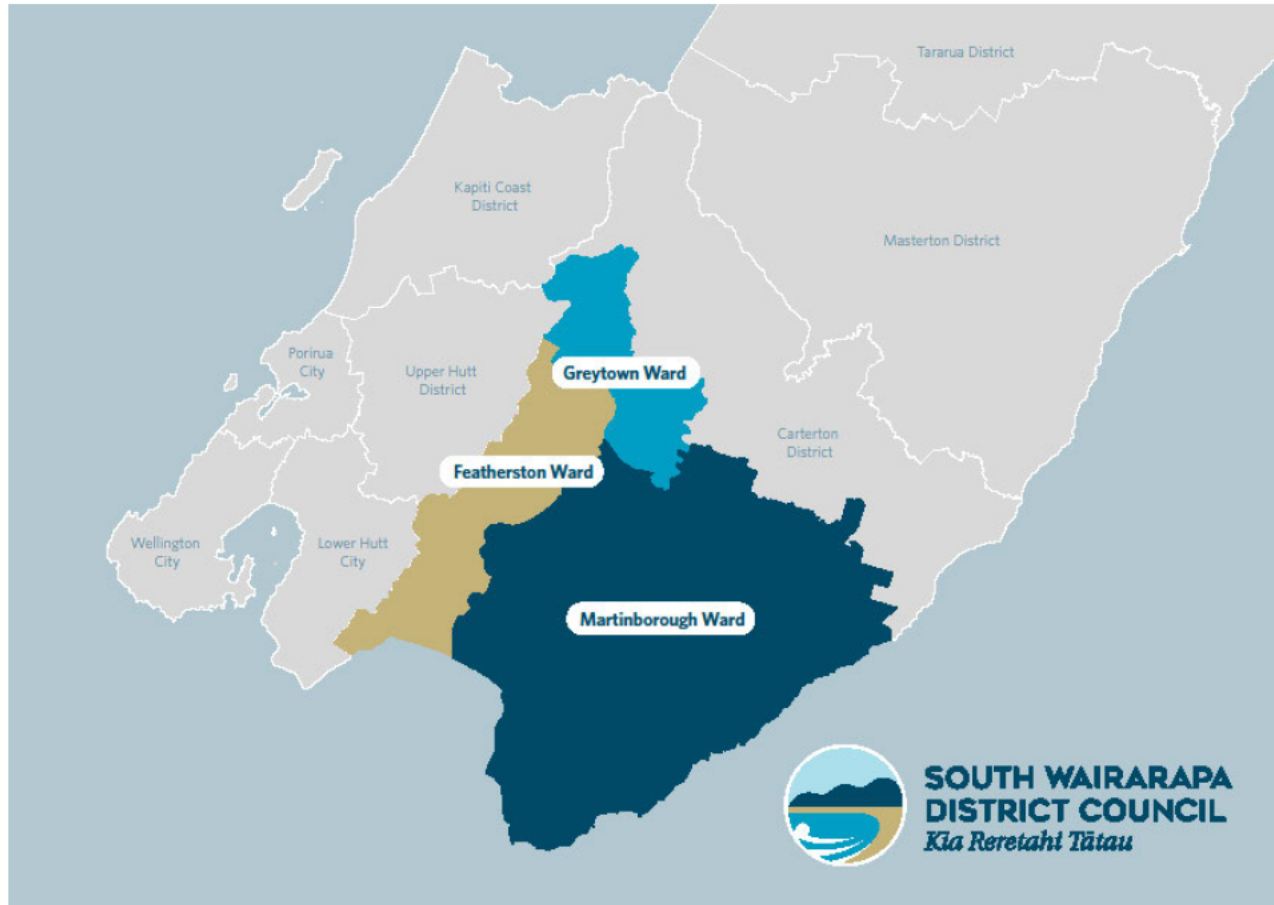 Tararua District
Kapiti Coast
District
Masterton District
Porirua
City
Upper Hutt
District
Greytown Ward
Carterton
District
Featherston Ward
Wellington
City
Lower Hutt
City
Martinborough Ward
SOUTH WAIRARAPA
DISTRICT COUNCIL
Kia Reretahi Tātau